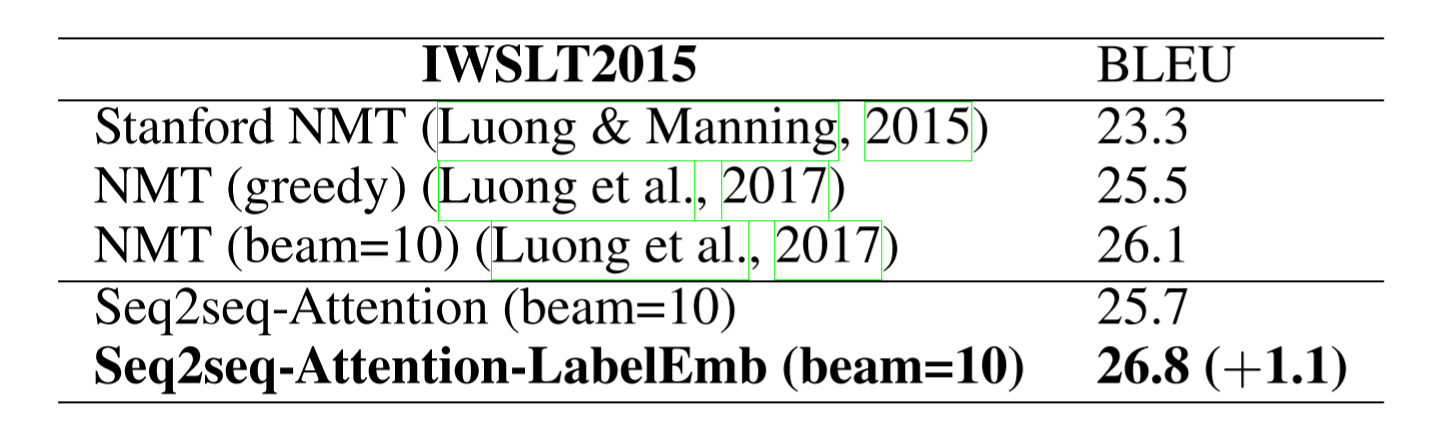 IWSLT2015 BLEU
Stanford NMT (Luong & Manning, 2015) 23.3
NMT (greedy) (Luong et al., 2017) 25.5
NMT (beam=10) (Luong et al., 2017) 26.1
Seq2seq-Attention (beam=10) 25.7
Seq2seq-Attention-LabelEmb (beam=10) 26.8 (+1.1)